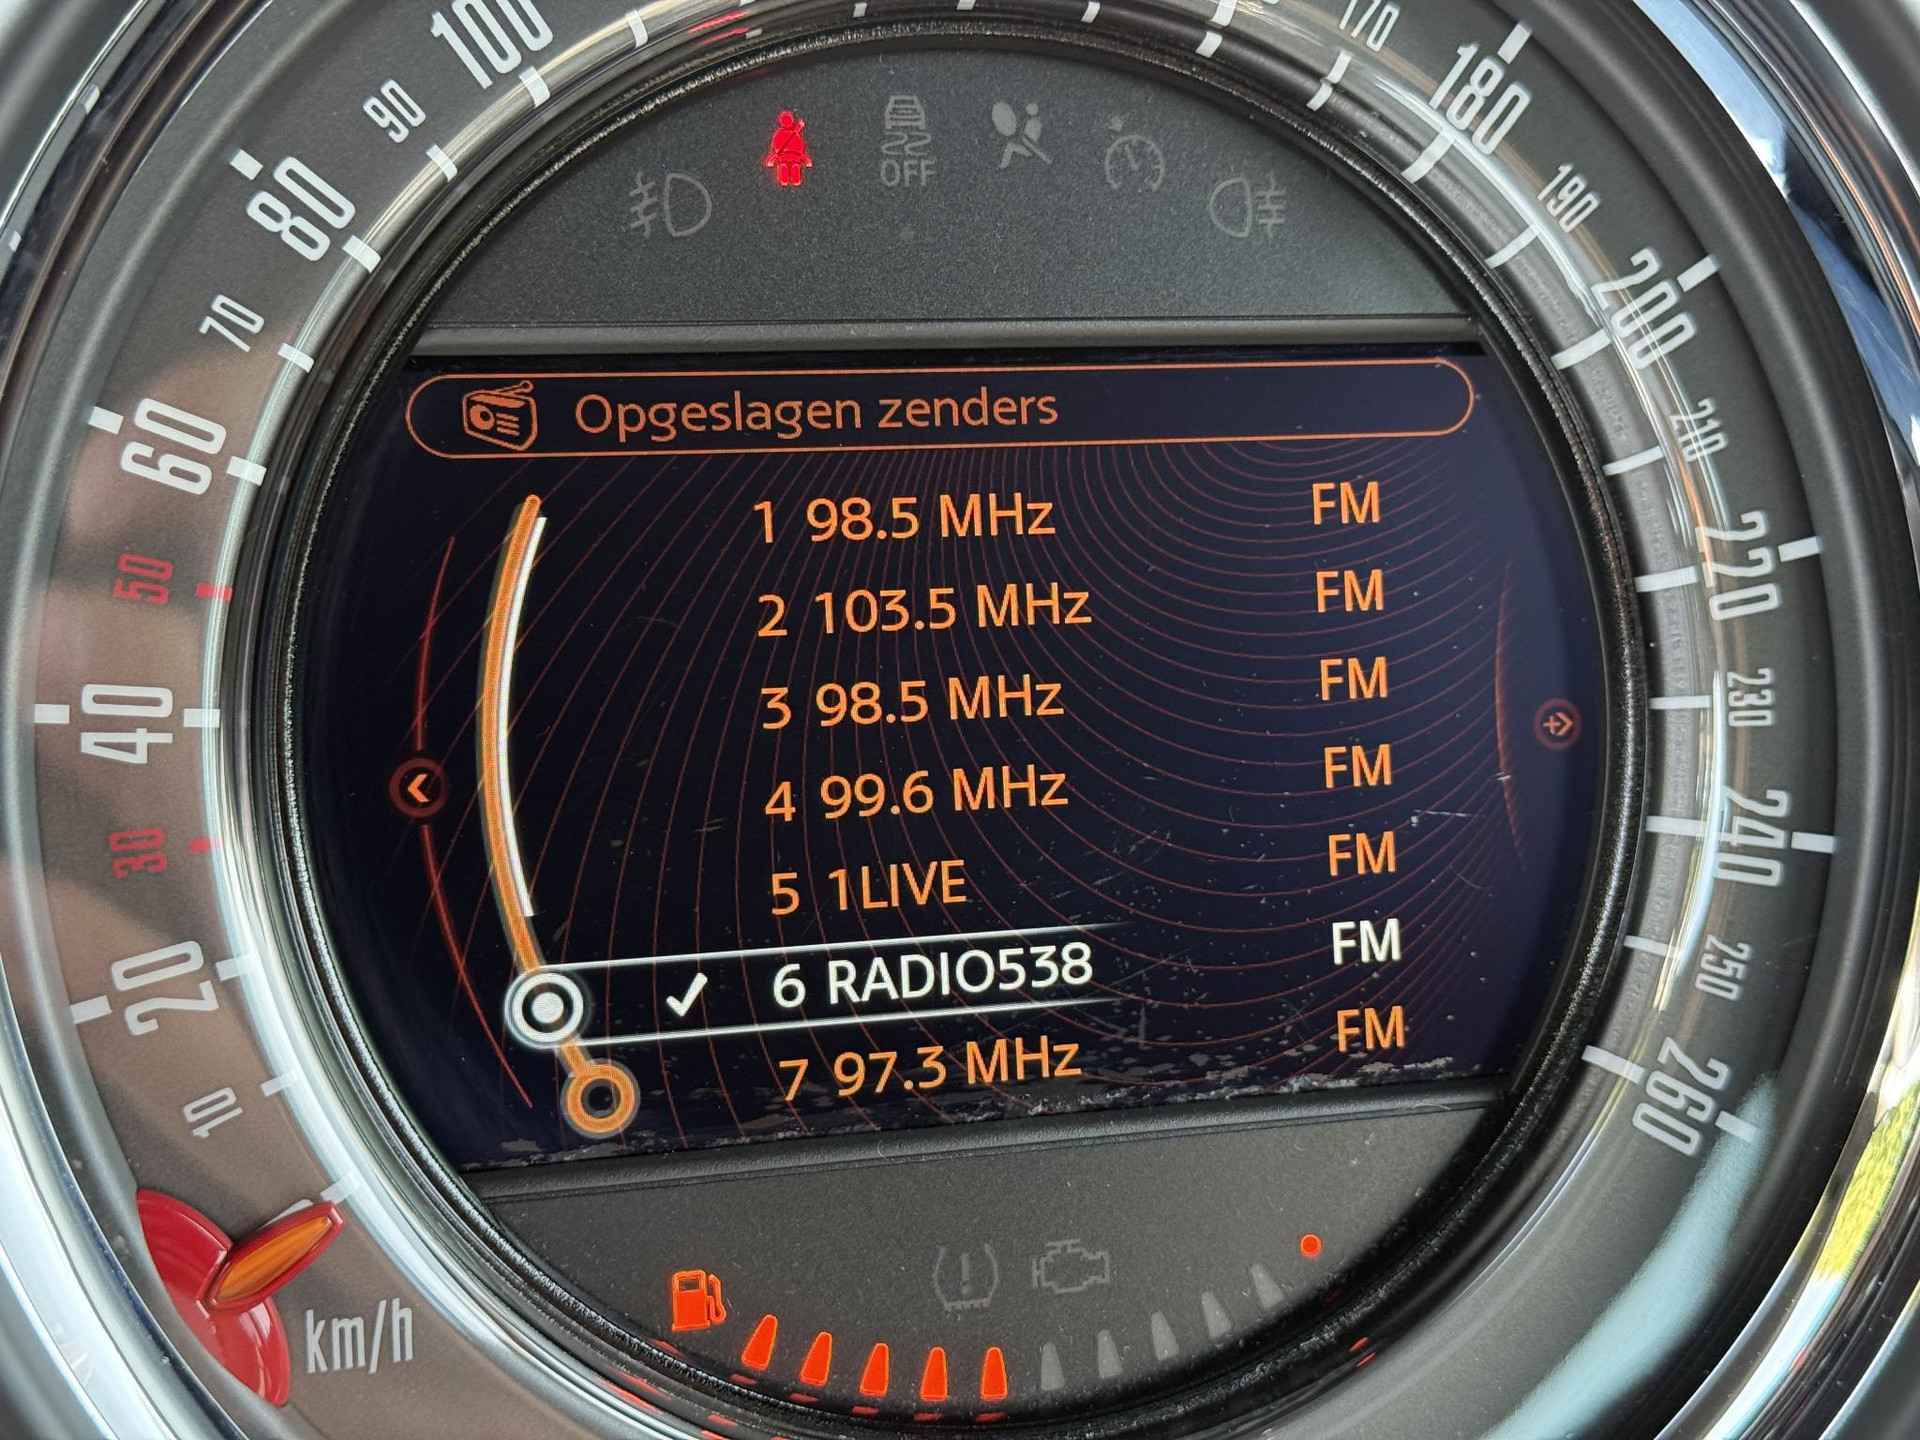 100
90
80
70
60
50
40
30
20
10
km/h
170
180
190
200
210
220
230
240
250
260
OFF
Opgeslagen zenders
1 98.5 MHz FM
2 103.5 MHz FM
3 98.5 MHz FM
4 99.6 MHz FM
5 1LIVE FM
6 RADIO538 FM
7 97.3 MHz FM